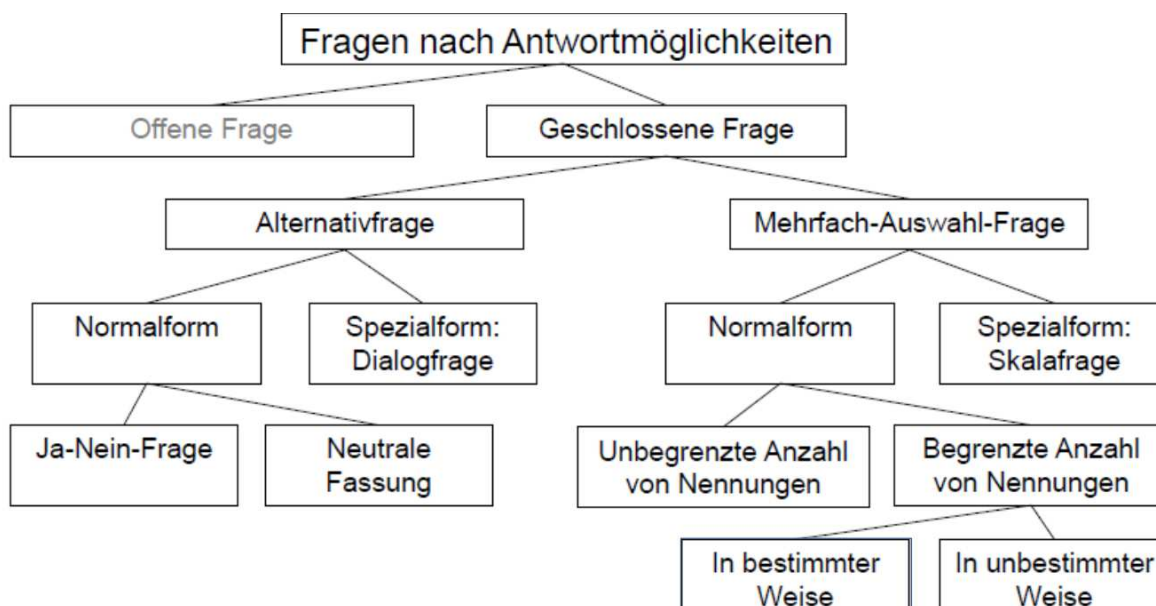 Fragen nach Antwortmöglichkeiten
Offene Frage
Geschlossene Frage
Alternativfrage
Mehrfach-Auswahl-Frage
Normalform
Spezialform:
Dialogfrage
Normalform
Spezialform:
Skalafrage
Ja-Nein-Frage
Neutrale
Fassung
Unbegrenzte Anzahl
von Nennungen
Begrenzte Anzahl
von Nennungen
In bestimmter
Weise
In unbestimmter
Weise